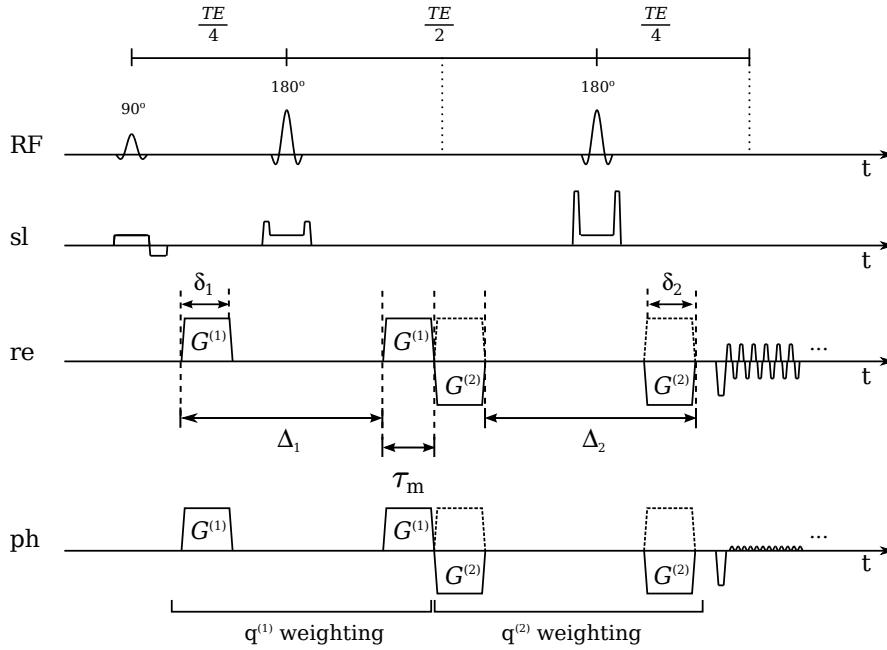 TE/4 TE/2 TE/4
90° 180° 180°
RF t
sl t
δ₁ δ₂
re G⁽¹⁾ G⁽¹⁾ G⁽²⁾ G⁽²⁾ ... t
Δ₁ Δ₂
τₘ
ph G⁽¹⁾ G⁽¹⁾ G⁽²⁾ G⁽²⁾ ... t
q⁽¹⁾ weighting q⁽²⁾ weighting